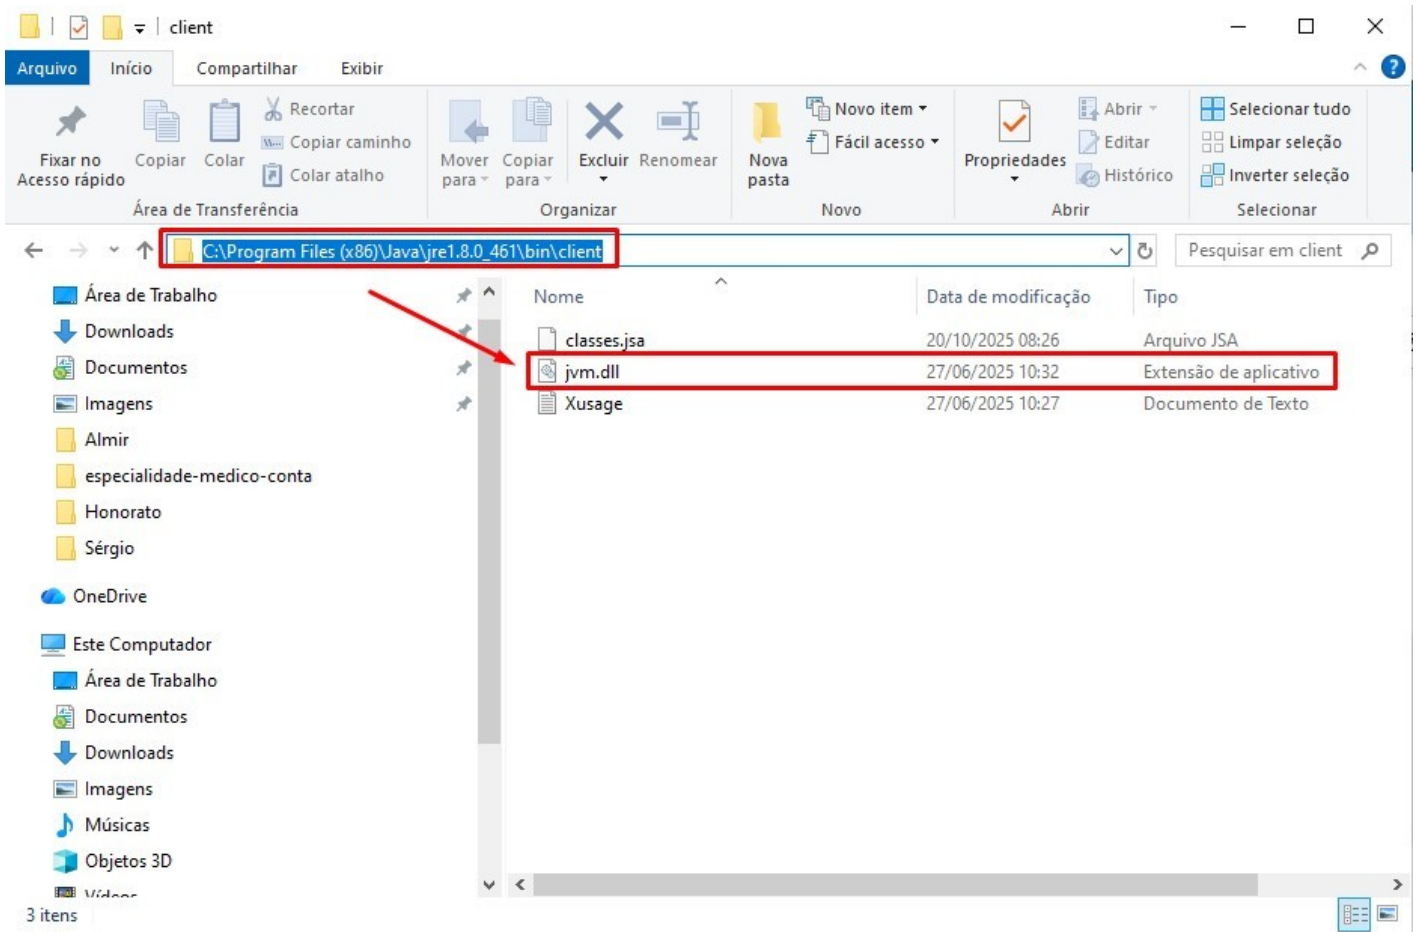 client
Arquivo Início Compartilhar Exibir
Fixar no Acesso rápido
Copiar
Colar
Recortar
Copiar caminho
Colar atalho
Área de Transferência
Mover para
Copiar para
Excluir
Renomear
Organizar
Nova pasta
Novo item
Fácil acesso
Novo
Propriedades
Abrir
Editar
Histórico
Abrir
Selecionar tudo
Limpar seleção
Inverter seleção
Selecionar
C:\Program Files (x86)\Java\jre1.8.0_461\bin\client
Pesquisar em client
Área de Trabalho
Downloads
Documentos
Imagens
Almir
especialidade-medico-conta
Honorato
Sérgio
OneDrive
Este Computador
Área de Trabalho
Documentos
Downloads
Imagens
Músicas
Objetos 3D
Vídeos
Nome Data de modificação Tipo
classes.jsa 20/10/2025 08:26 Arquivo JSA
jvm.dll 27/06/2025 10:32 Extensão de aplicativo
Xusage 27/06/2025 10:27 Documento de Texto
3 itens